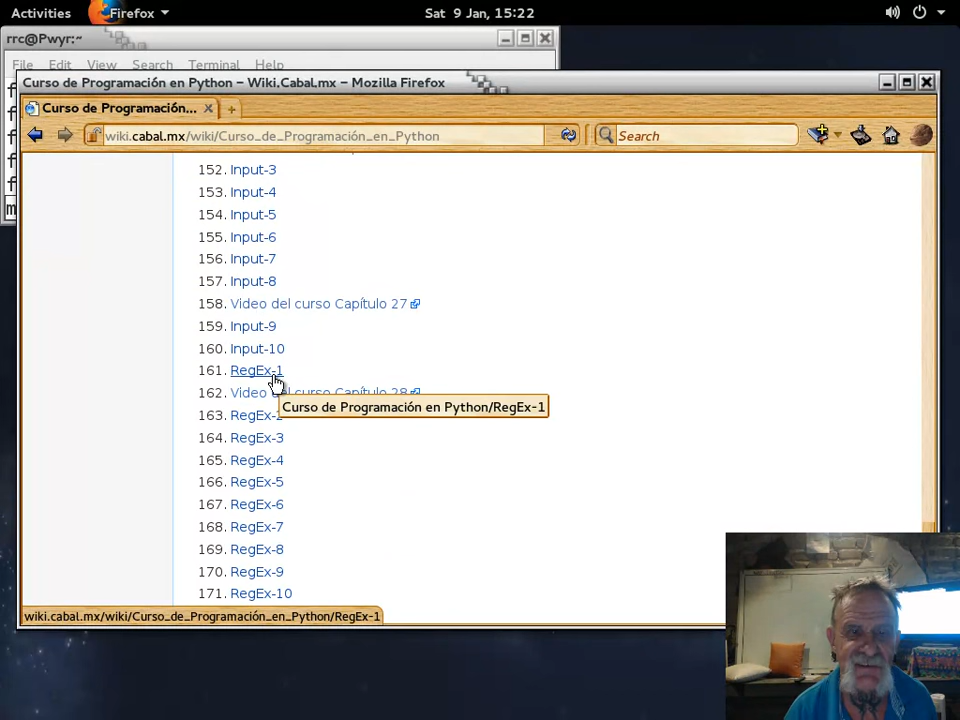 Activities Firefox Sat 9 Jan, 15:22
rrc@Pwyr:~
File Edit View Search Terminal Help
Curso de Programación en Python – Wiki.Cabal.mx – Mozilla Firefox
Curso de Programación...
wiki.cabal.mx/wiki/Curso_de_Programación_en_Python Search
152. Input-3
153. Input-4
154. Input-5
155. Input-6
156. Input-7
157. Input-8
158. Video del curso Capítulo 27
159. Input-9
160. Input-10
161. RegEx-1
162. Video del curso Capítulo 28
Curso de Programación en Python/RegEx-1
163. RegEx-2
164. RegEx-3
165. RegEx-4
166. RegEx-5
167. RegEx-6
168. RegEx-7
169. RegEx-8
170. RegEx-9
171. RegEx-10
wiki.cabal.mx/wiki/Curso_de_Programación_en_Python/RegEx-1